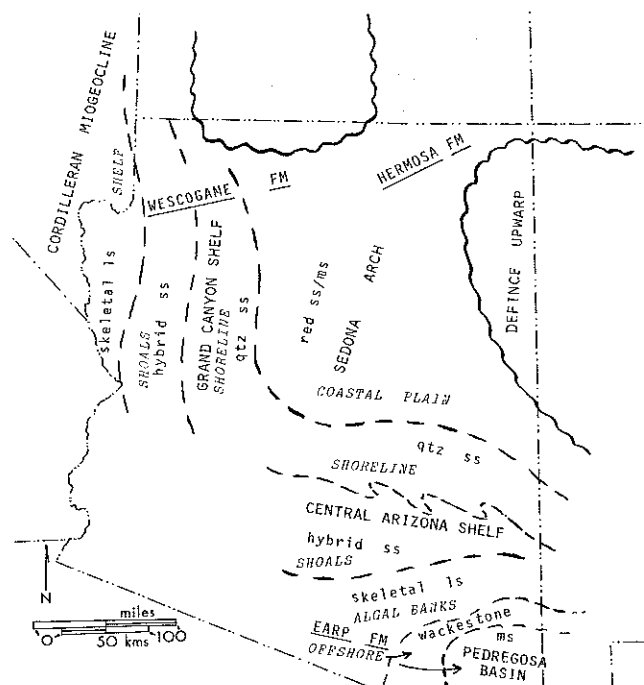 CORDILLERAN MIOGEOCLINE
SHELF
WESCOGANE FM
HERMOSA FM
skeletal ls
SHOALS
hybrid ss
GRAND CANYON SHELF
SHORELINE
qtz ss
red ss/ms
SEDONA ARCH
DEFINCE UPWARP
COASTAL PLAIN
qtz ss
SHORELINE
CENTRAL ARIZONA SHELF
hybrid ss
SHOALS
skeletal ls
ALGAL BANKS
EARP FM
OFFSHORE
wackestone
ms
PEDREGOSA
BASIN
N
miles
0 50 100
kms